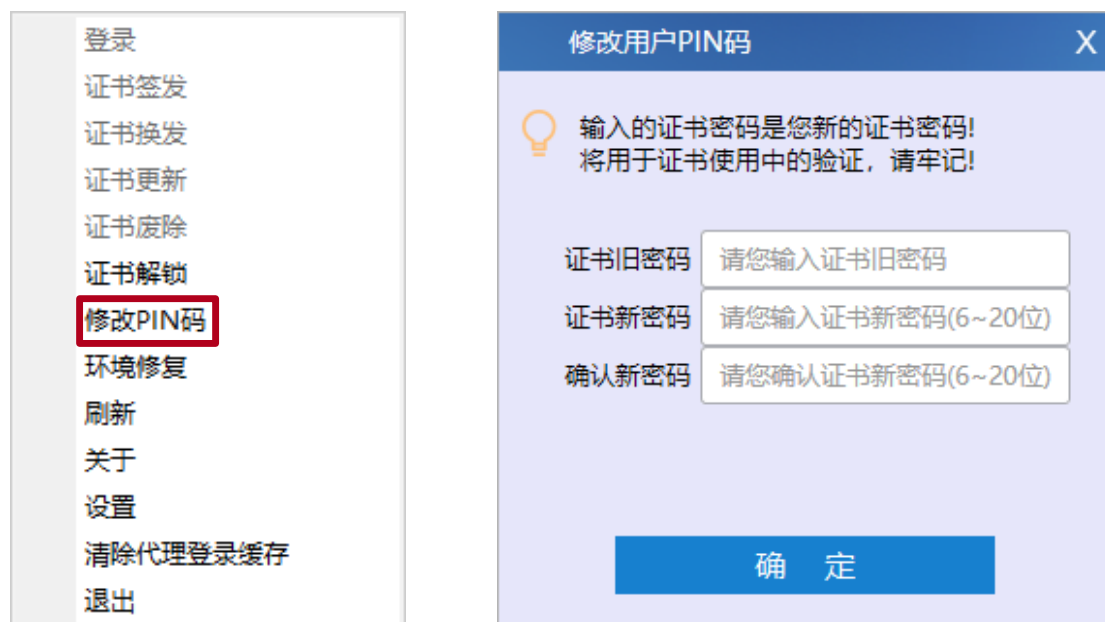 登录
证书签发
证书换发
证书更新
证书废除
证书解锁
修改PIN码
环境修复
刷新
关于
设置
清除代理登录缓存
退出
修改用户PIN码 X
输入的证书密码是您新的证书密码!
将用于证书使用中的验证，请牢记!
证书旧密码 请您输入证书旧密码
证书新密码 请您输入证书新密码(6~20位)
确认新密码 请您确认证书新密码(6~20位)
确 定